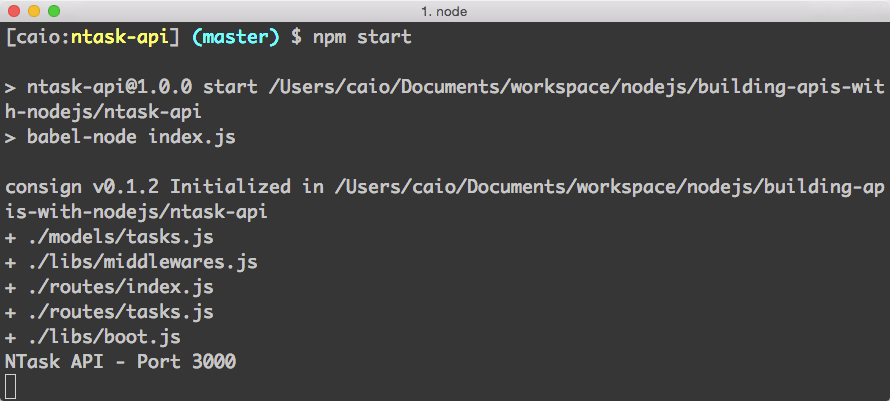 1. node
[caio:ntask-api] (master) $ npm start
> ntask-api@1.0.0 start /Users/caio/Documents/workspace/nodejs/building-apis-wit
h-nodejs/ntask-api
> babel-node index.js
consign v0.1.2 Initialized in /Users/caio/Documents/workspace/nodejs/building-ap
is-with-nodejs/ntask-api
+ ./models/tasks.js
+ ./libs/middlewares.js
+ ./routes/index.js
+ ./routes/tasks.js
+ ./libs/boot.js
NTask API - Port 3000